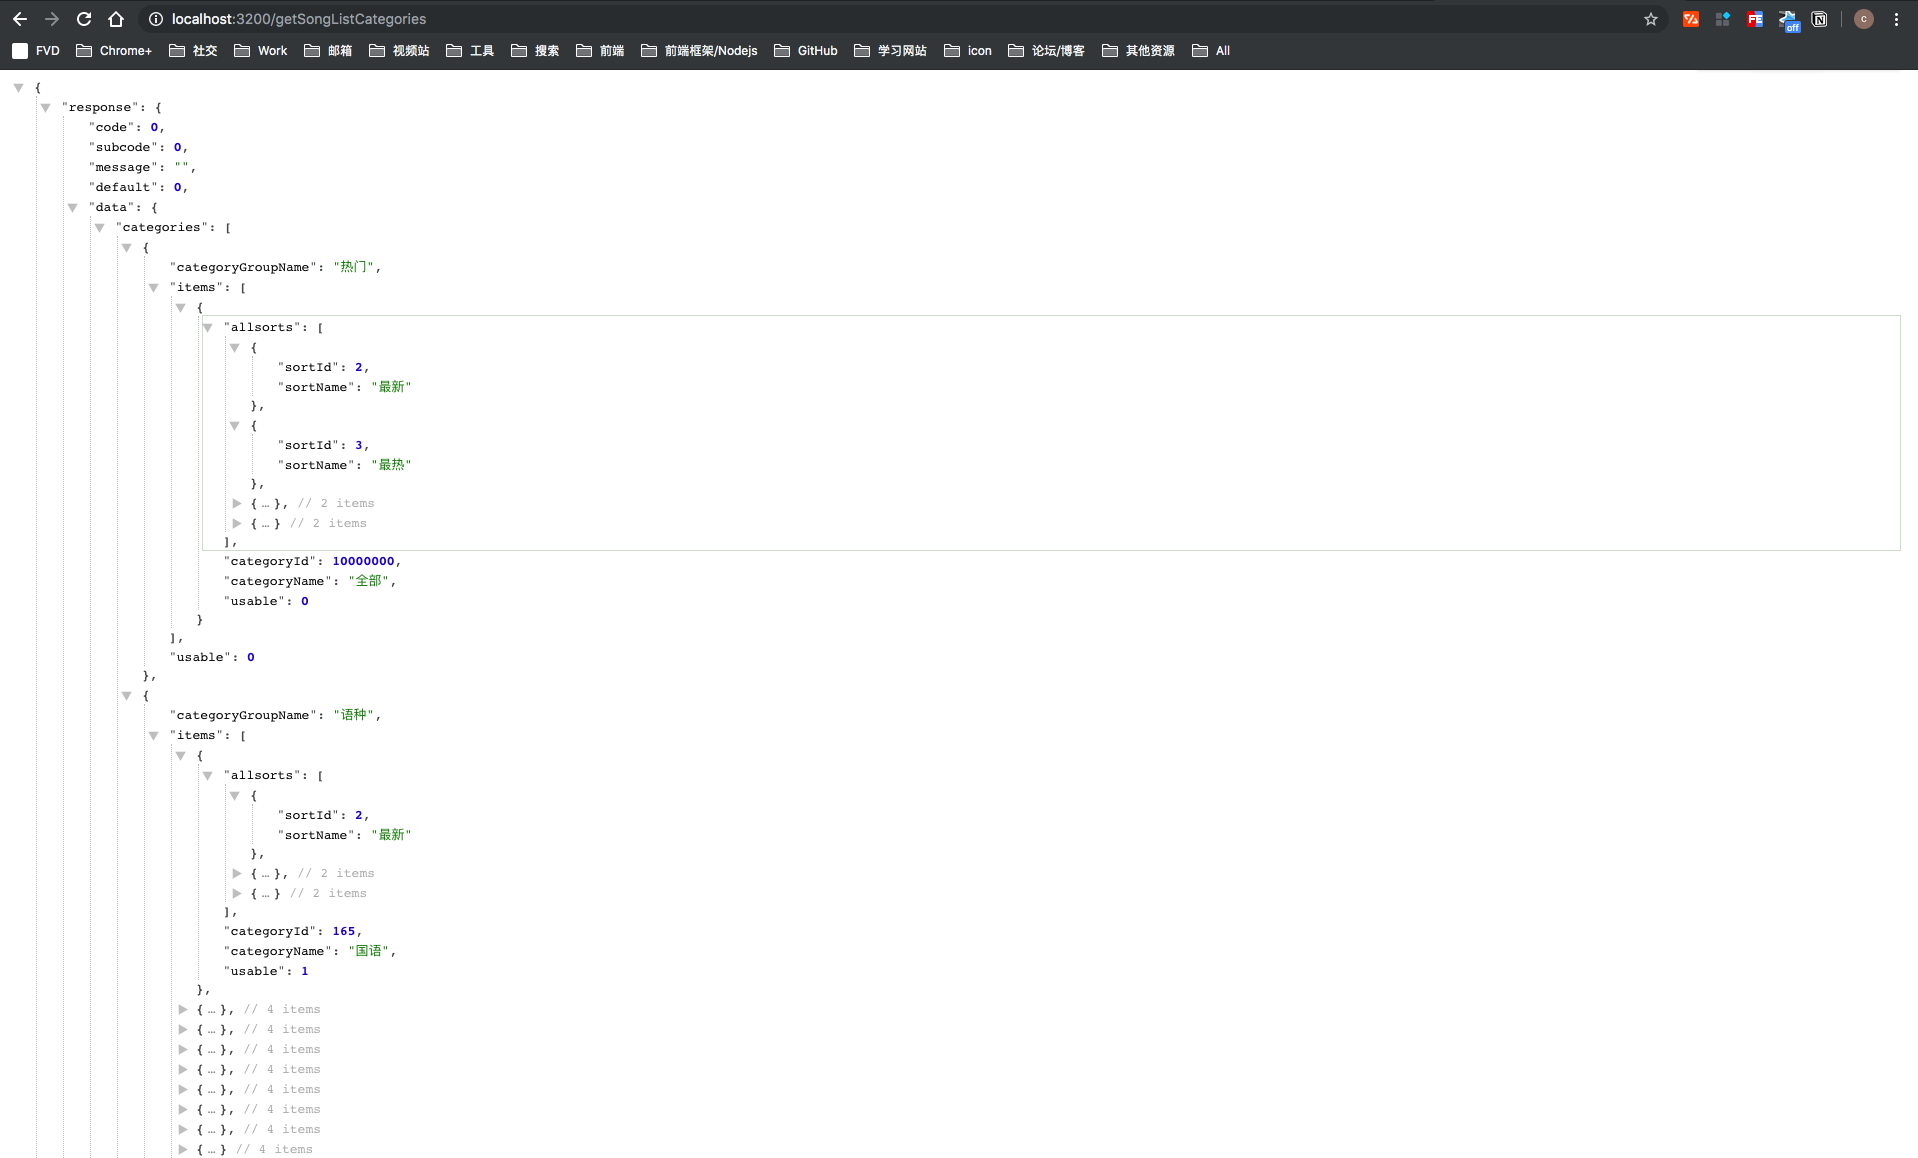 localhost:3200/getSongListCategories
FVD Chrome+ 社交 Work 邮箱 视频站 工具 搜索 前端 前端框架/Nodejs GitHub 学习网站 icon 论坛/博客 其他资源 All
FE off C
{
"response": {
"code": 0,
"subcode": 0,
"message": "",
"default": 0,
"data": {
"categories": [
{
"categoryGroupName": "热门",
"items": [
{
"allsorts": [
{
"sortId": 2,
"sortName": "最新"
},
{
"sortId": 3,
"sortName": "最热"
},
{ … }, // 2 items
{ … } // 2 items
],
"categoryId": 10000000,
"categoryName": "全部",
"usable": 0
}
],
"usable": 0
},
{
"categoryGroupName": "语种",
"items": [
{
"allsorts": [
{
"sortId": 2,
"sortName": "最新"
},
{ … }, // 2 items
{ … } // 2 items
],
"categoryId": 165,
"categoryName": "国语",
"usable": 1
},
{ … }, // 4 items
{ … }, // 4 items
{ … }, // 4 items
{ … }, // 4 items
{ … }, // 4 items
{ … }, // 4 items
{ … }, // 4 items
{ … } // 4 items